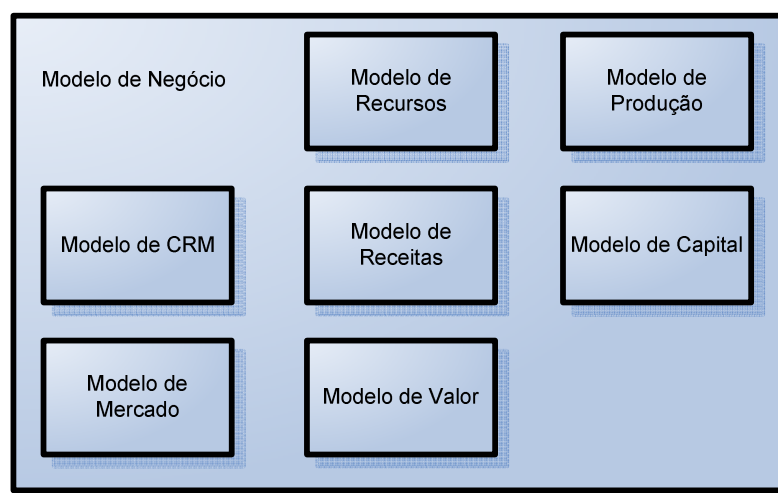 Modelo de Negócio
Modelo de
Recursos
Modelo de
Produção
Modelo de CRM
Modelo de
Receitas
Modelo de Capital
Modelo de
Mercado
Modelo de Valor